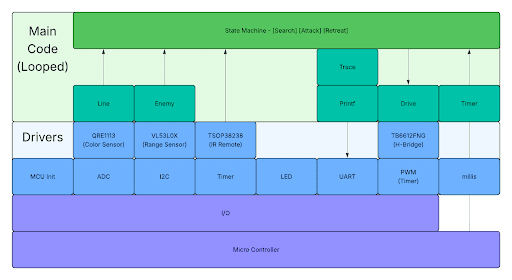 Main
Code
(Looped)
State Machine - [Search] [Attack] [Retreat]
Trace
Line
Enemy
Printf
Drive
Timer
Drivers
QRE1113
(Color Sensor)
VL53L0X
(Range Sensor)
TSOP38238
(IR Remote)
TB6612FNG
(H-Bridge)
MCU Init
ADC
I2C
Timer
LED
UART
PWM
(Timer)
millis
I/O
Micro Controller